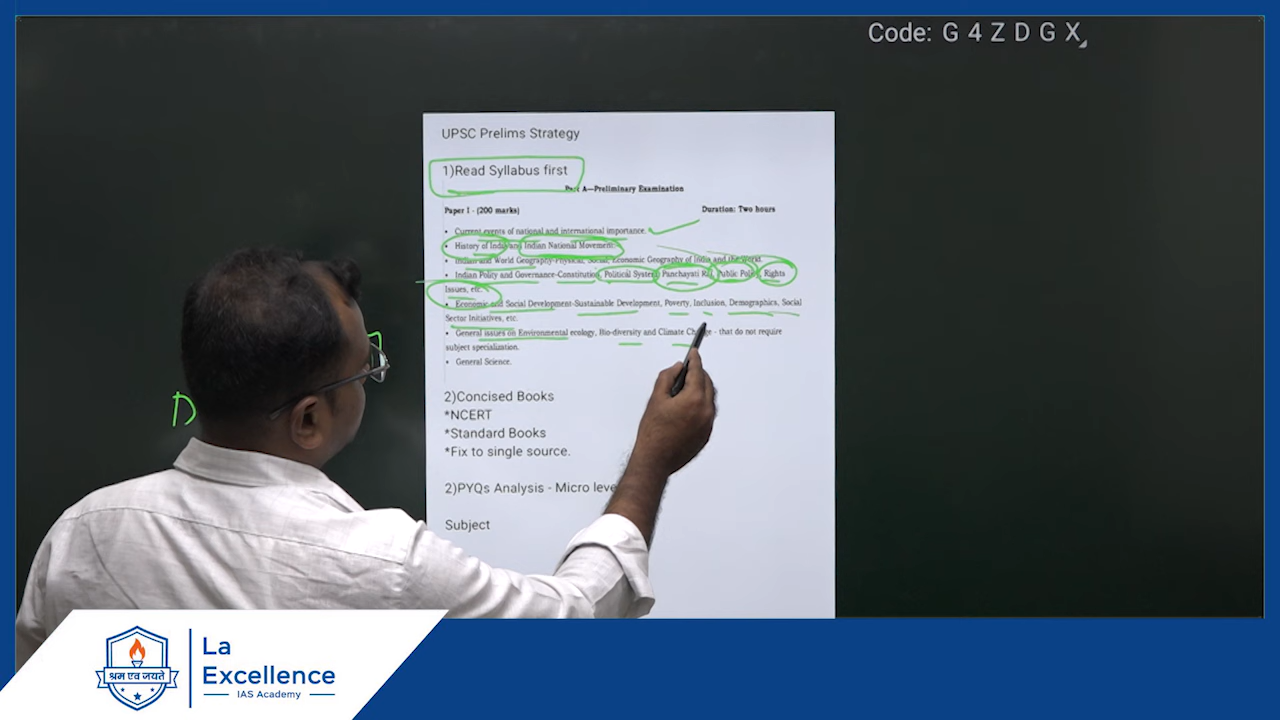 Code: G 4 Z D G X
UPSC Prelims Strategy
1)Read Syllabus first
A—Preliminary Examination
Paper I - (200 marks) Duration: Two hours
• Current events of national and international importance.
• History of India and Indian National Movement.
• Indian and World Geography-Physical, Social, Economic Geography of India and the World.
• Indian Polity and Governance-Constitution, Political System, Panchayati Raj, Public Policy, Rights
Issues, etc.
• Economic and Social Development-Sustainable Development, Poverty, Inclusion, Demographics, Social
Sector Initiatives, etc.
• General issues on Environmental ecology, Bio-diversity and Climate Change - that do not require
subject specialization.
• General Science.
D
2)Concised Books
*NCERT
*Standard Books
*Fix to single source.
2)PYQs Analysis - Micro leve
Subject
श्रम एव जयते
La
Excellence
IAS Academy